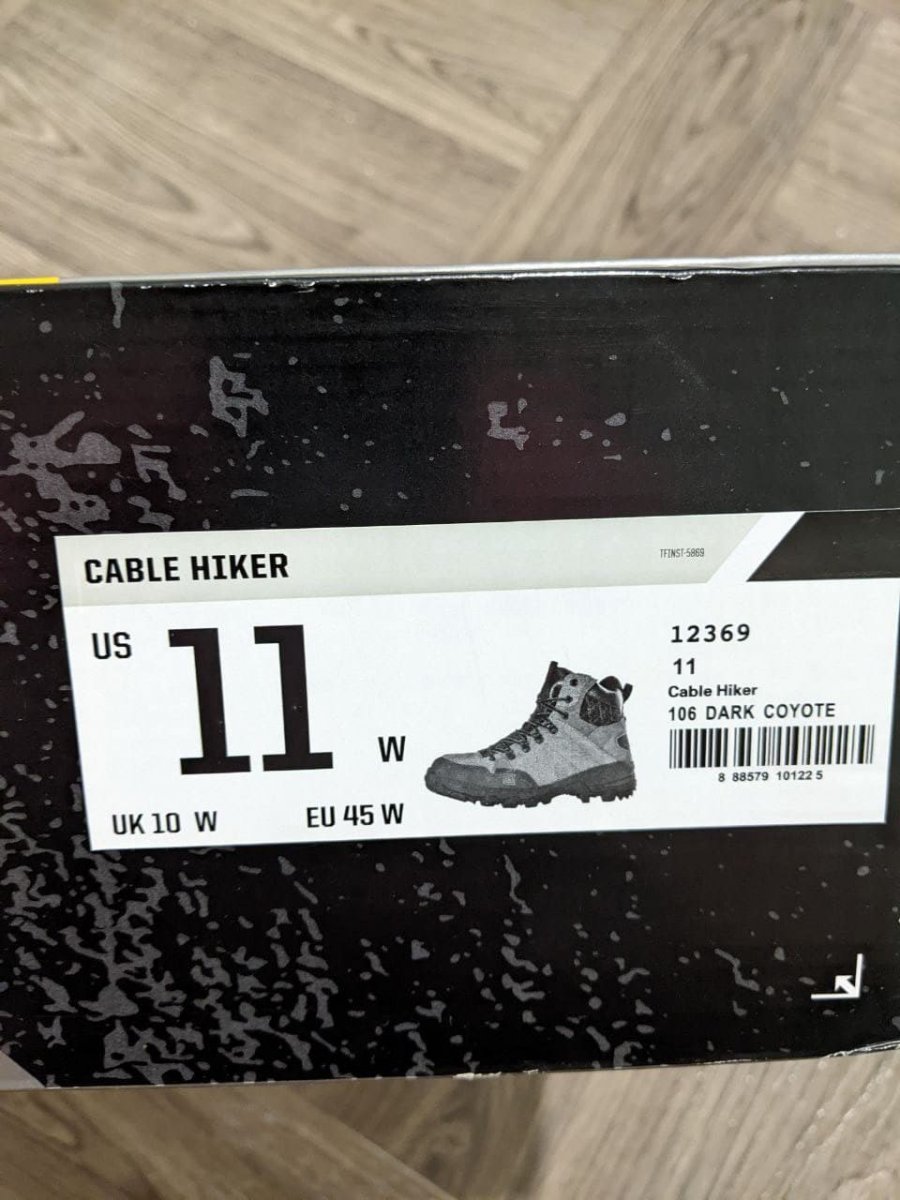 CABLE HIKER
TFINST-5869
US 11 W
UK 10 W
EU 45 W
12369
11
Cable Hiker
106 DARK COYOTE
8 88579 10122 5